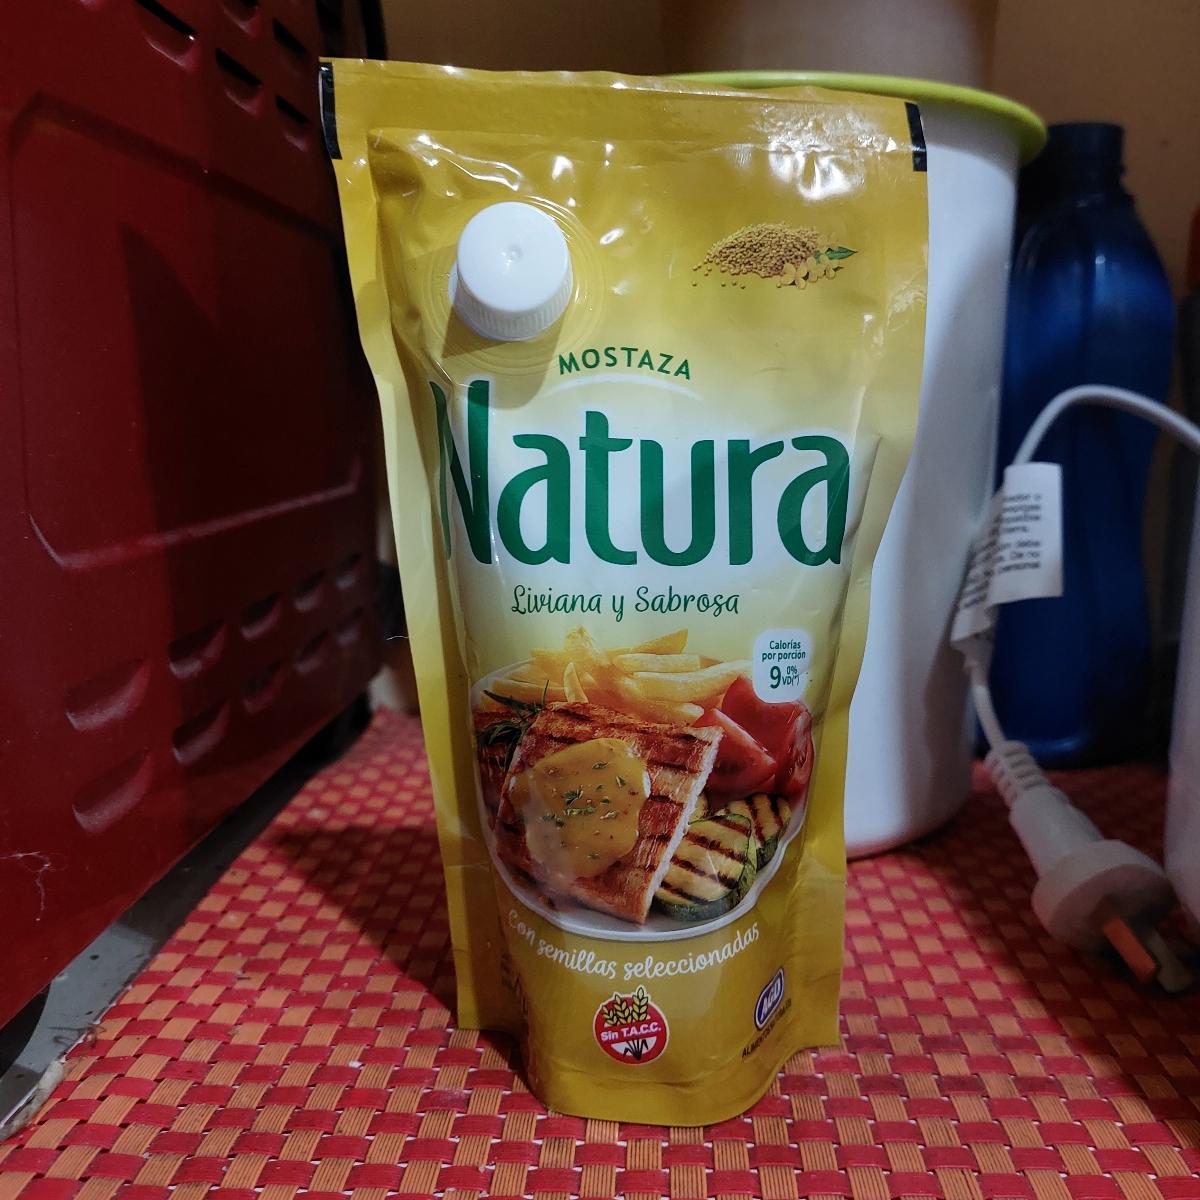 MOSTAZA
Natura
Liviana y Sabrosa
Calorías
por porción
9 0%
VD(*)
Con semillas seleccionadas
Sin T.A.C.C.
AGD